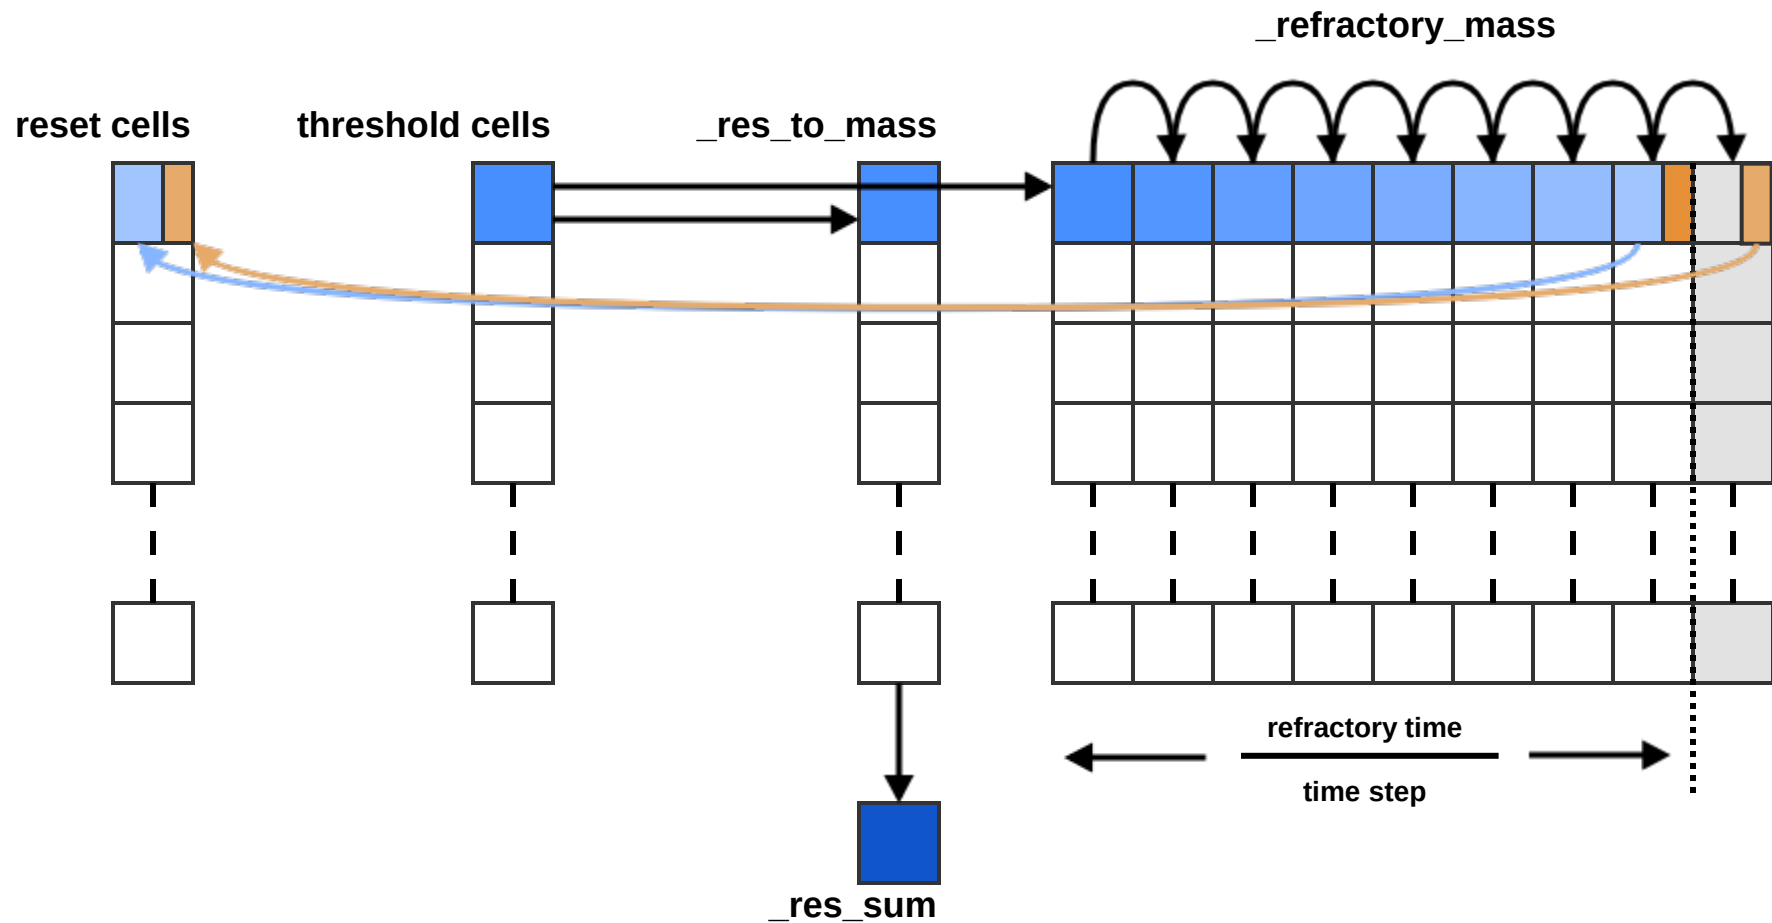 _refractory_mass
reset cells
threshold cells
_res_to_mass
refractory time
time step
_res_sum